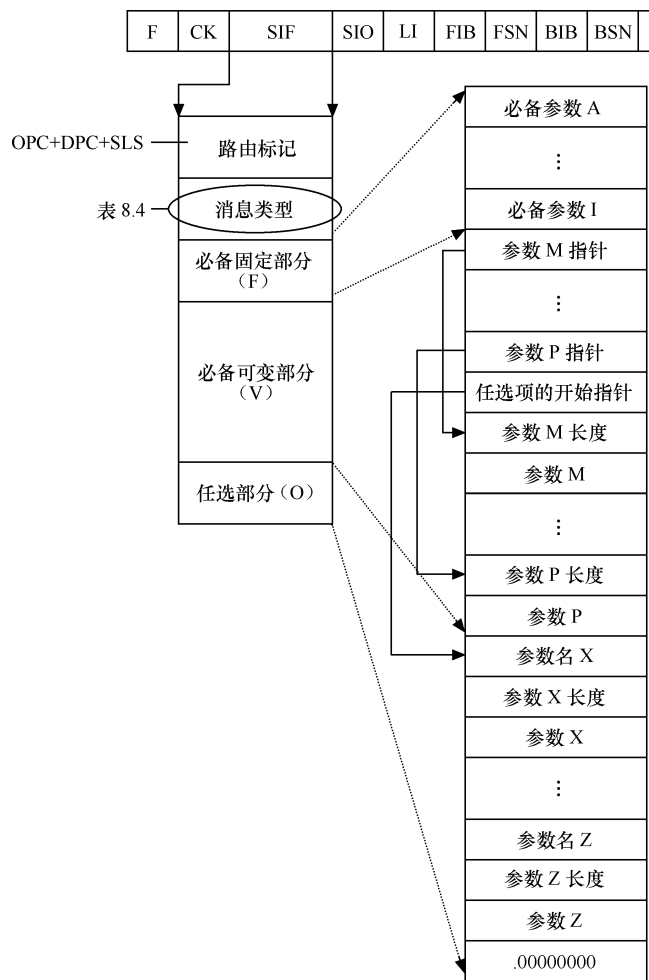 F CK SIF SIO LI FIB FSN BIB BSN
OPC+DPC+SLS
路由标记
表 8.4
消息类型
必备固定部分
（F）
必备可变部分
（V）
任选部分（O）
必备参数 A
⋮
必备参数 I
参数 M 指针
⋮
参数 P 指针
任选项的开始指针
参数 M 长度
参数 M
⋮
参数 P 长度
参数 P
参数名 X
参数 X 长度
参数 X
⋮
参数名 Z
参数 Z 长度
参数 Z
.00000000